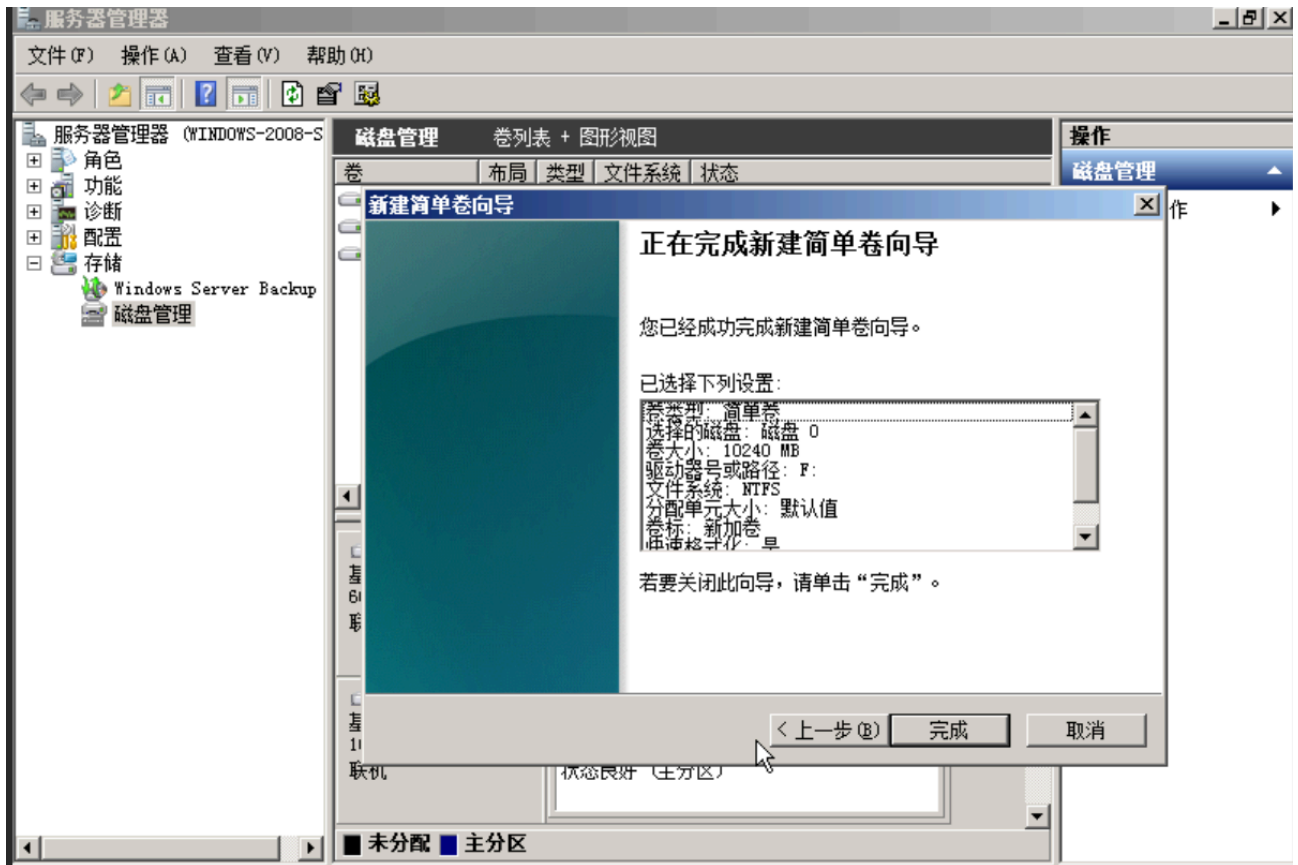 服务器管理器
文件(F) 操作(A) 查看(V) 帮助(H)
服务器管理器 (WINDOWS-2008-S
角色
功能
诊断
配置
存储
Windows Server Backup
磁盘管理
磁盘管理 卷列表 + 图形视图
卷 布局 类型 文件系统 状态
操作
磁盘管理
作
新建简单卷向导
正在完成新建简单卷向导
您已经成功完成新建简单卷向导。
已选择下列设置:
卷类型: 简单卷
选择的磁盘: 磁盘 0
卷大小: 10240 MB
驱动器号或路径: F:
文件系统: NTFS
分配单元大小: 默认值
卷标: 新加卷
快速格式化: 是
若要关闭此向导，请单击“完成”。
< 上一步(B) 完成 取消
联机
状态良好 (主分区)
未分配 主分区